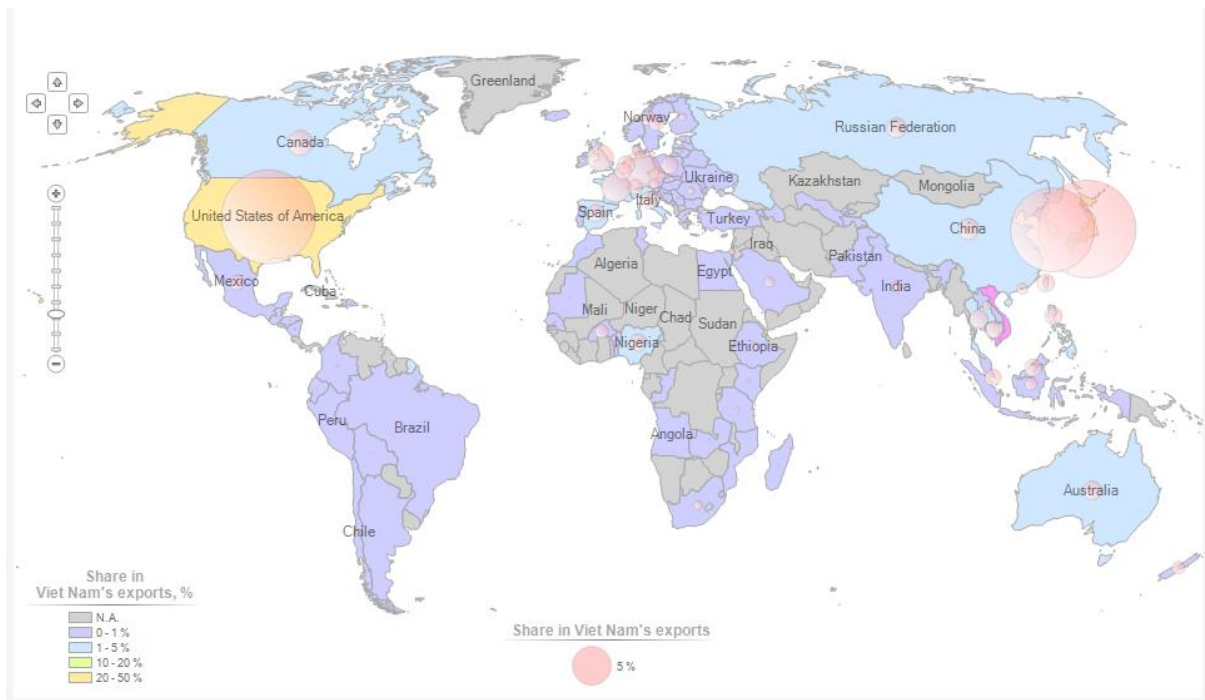 Greenland
Norway
Russian Federation
Canada
Ukraine
Kazakhstan
Mongolia
Italy
United States of America
Spain
Turkey
China
Iraq
Algeria
Egypt
Pakistan
Mexico
India
Cuba
Mali
Niger
Chad
Sudan
Nigeria
Ethiopia
Peru
Brazil
Angola
Australia
Chile
Share in
Viet Nam's exports, %
N.A.
0 - 1 %
1 - 5 %
10 - 20 %
20 - 50 %
Share in Viet Nam's exports
5 %